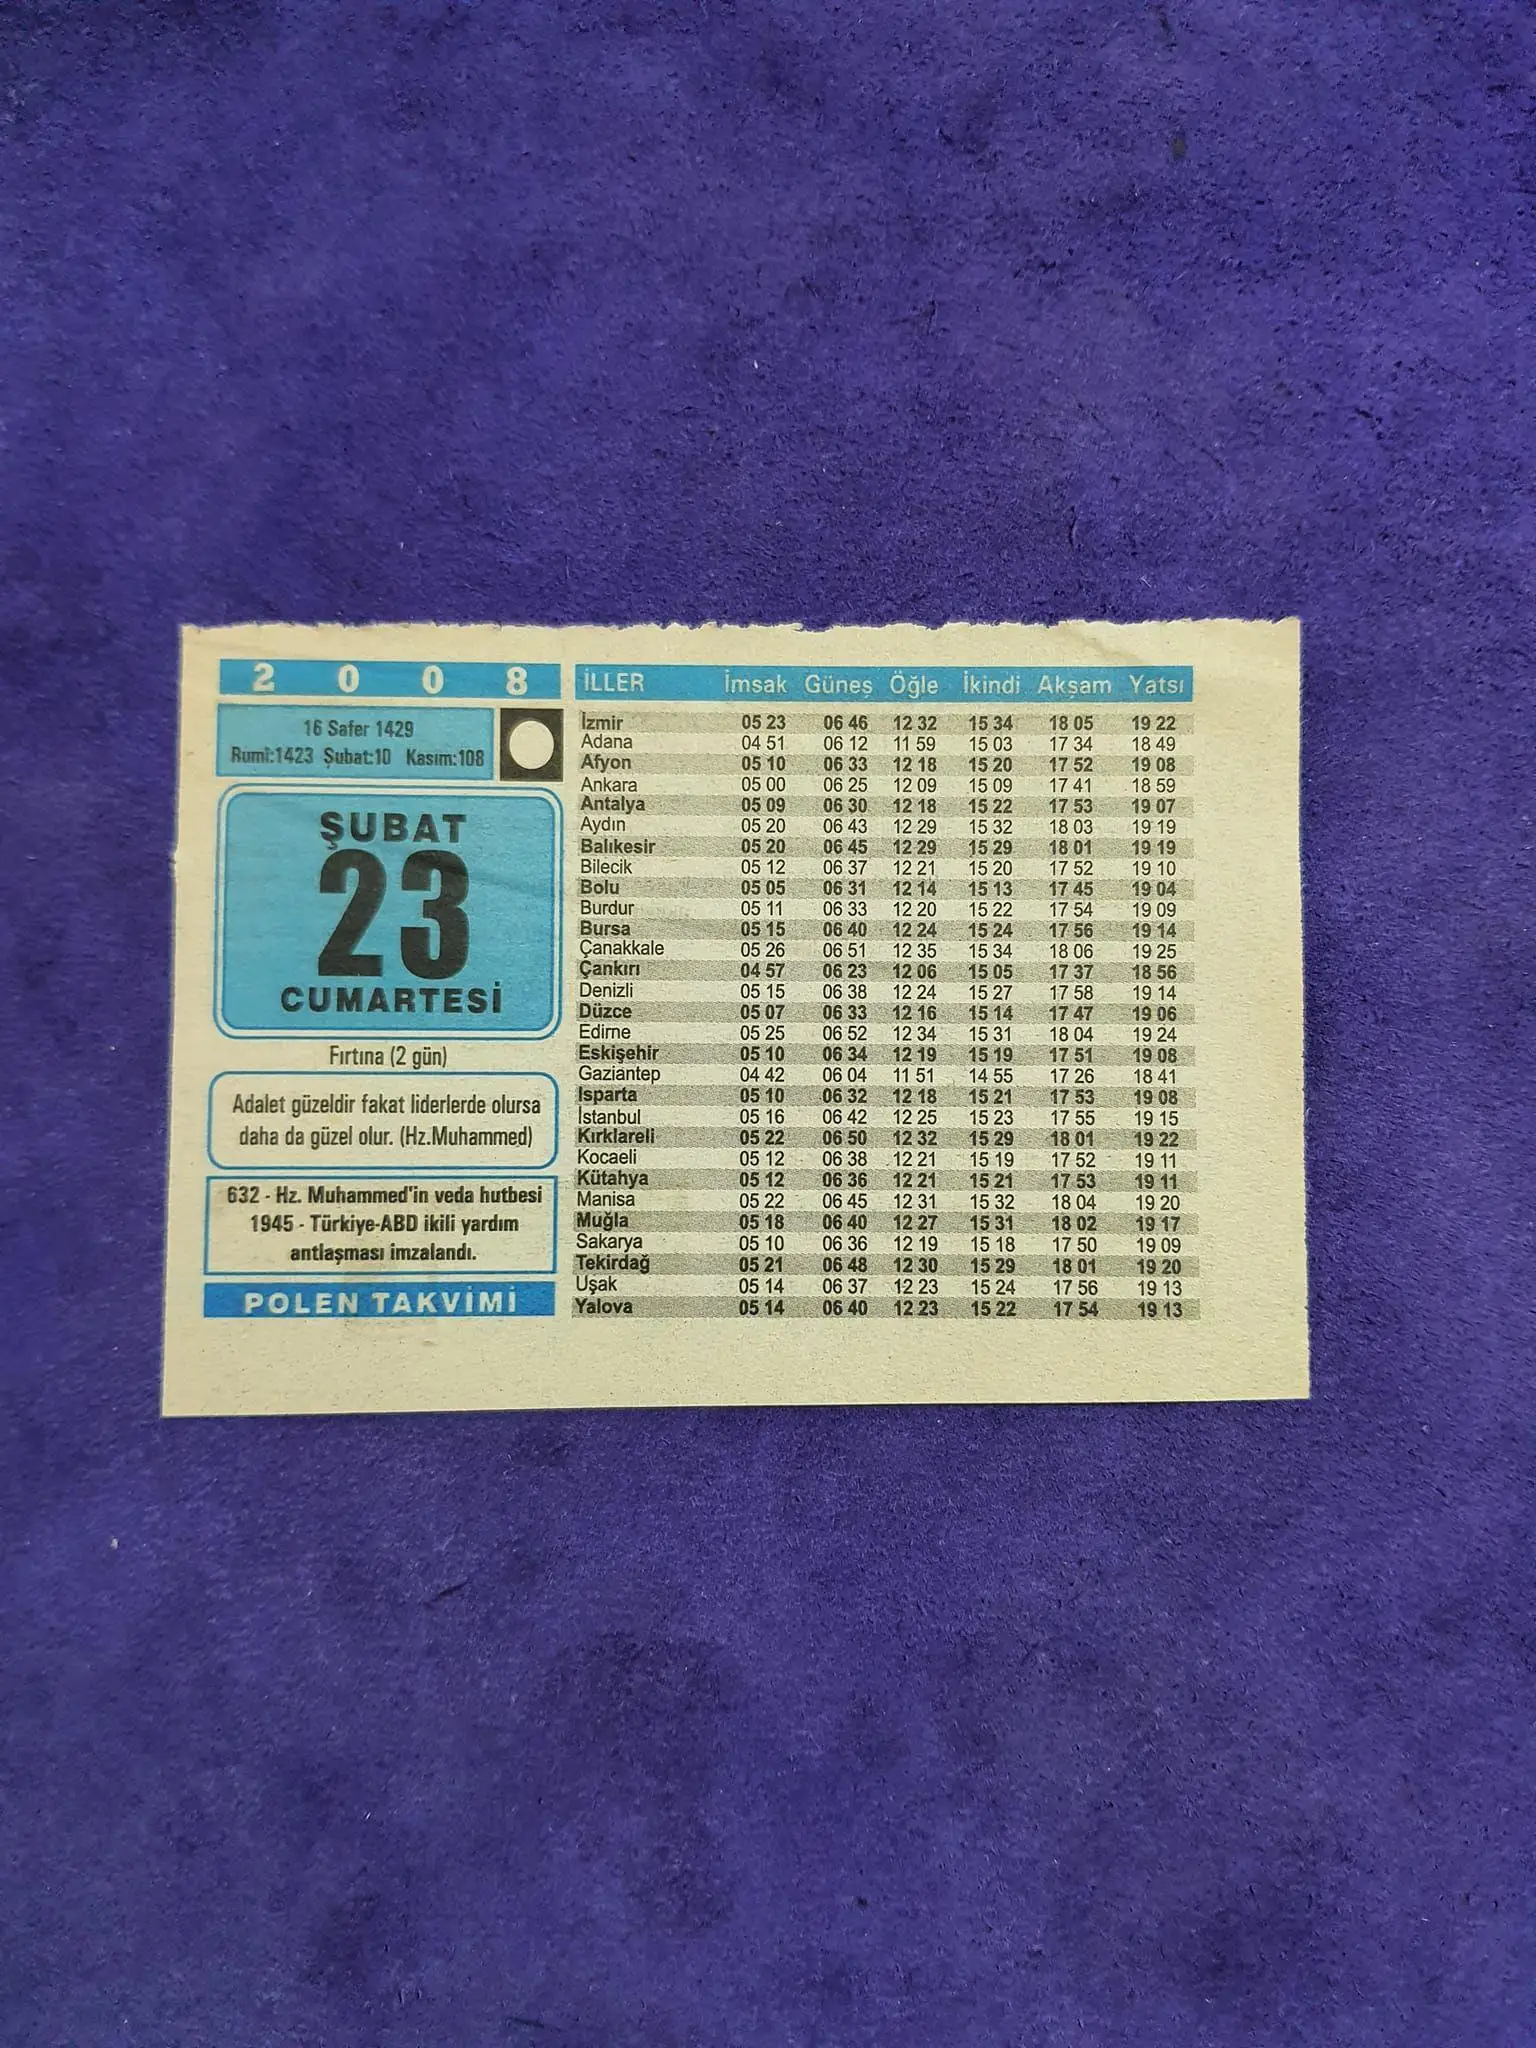 2 0 0 8
16 Safer 1429
Rumî:1423 Şubat:10 Kasım:108
ŞUBAT
23
CUMARTESİ
Fırtına (2 gün)
Adalet güzeldir fakat liderlerde olursa
daha da güzel olur. (Hz.Muhammed)
632 - Hz. Muhammed'in veda hutbesi
1945 - Türkiye-ABD ikili yardım
antlaşması imzalandı.
POLEN TAKVİMİ
İLLER İmsak Güneş Öğle İkindi Akşam Yatsı
İzmir 05 23 06 46 12 32 15 34 18 05 19 22
Adana 04 51 06 12 11 59 15 03 17 34 18 49
Afyon 05 10 06 33 12 18 15 20 17 52 19 08
Ankara 05 00 06 25 12 09 15 09 17 41 18 59
Antalya 05 09 06 30 12 18 15 22 17 53 19 07
Aydın 05 20 06 43 12 29 15 32 18 03 19 19
Balıkesir 05 20 06 45 12 29 15 29 18 01 19 19
Bilecik 05 12 06 37 12 21 15 20 17 52 19 10
Bolu 05 05 06 31 12 14 15 13 17 45 19 04
Burdur 05 11 06 33 12 20 15 22 17 54 19 09
Bursa 05 15 06 40 12 24 15 24 17 56 19 14
Çanakkale 05 26 06 51 12 35 15 34 18 06 19 25
Çankırı 04 57 06 23 12 06 15 05 17 37 18 56
Denizli 05 15 06 38 12 24 15 27 17 58 19 14
Düzce 05 07 06 33 12 16 15 14 17 47 19 06
Edirne 05 25 06 52 12 34 15 31 18 04 19 24
Eskişehir 05 10 06 34 12 19 15 19 17 51 19 08
Gaziantep 04 42 06 04 11 51 14 55 17 26 18 41
Isparta 05 10 06 32 12 18 15 21 17 53 19 08
İstanbul 05 16 06 42 12 25 15 23 17 55 19 15
Kırklareli 05 22 06 50 12 32 15 29 18 01 19 22
Kocaeli 05 12 06 38 12 21 15 19 17 52 19 11
Kütahya 05 12 06 36 12 21 15 21 17 53 19 11
Manisa 05 22 06 45 12 31 15 32 18 04 19 20
Muğla 05 18 06 40 12 27 15 31 18 02 19 17
Sakarya 05 10 06 36 12 19 15 18 17 50 19 09
Tekirdağ 05 21 06 48 12 30 15 29 18 01 19 20
Uşak 05 14 06 37 12 23 15 24 17 56 19 13
Yalova 05 14 06 40 12 23 15 22 17 54 19 13